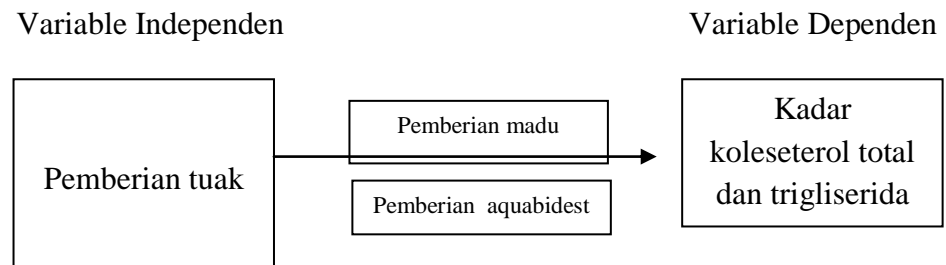 Variable Independen
Variable Dependen
Pemberian tuak
Pemberian madu
Pemberian aquabidest
Kadar
koleseterol total
dan trigliserida